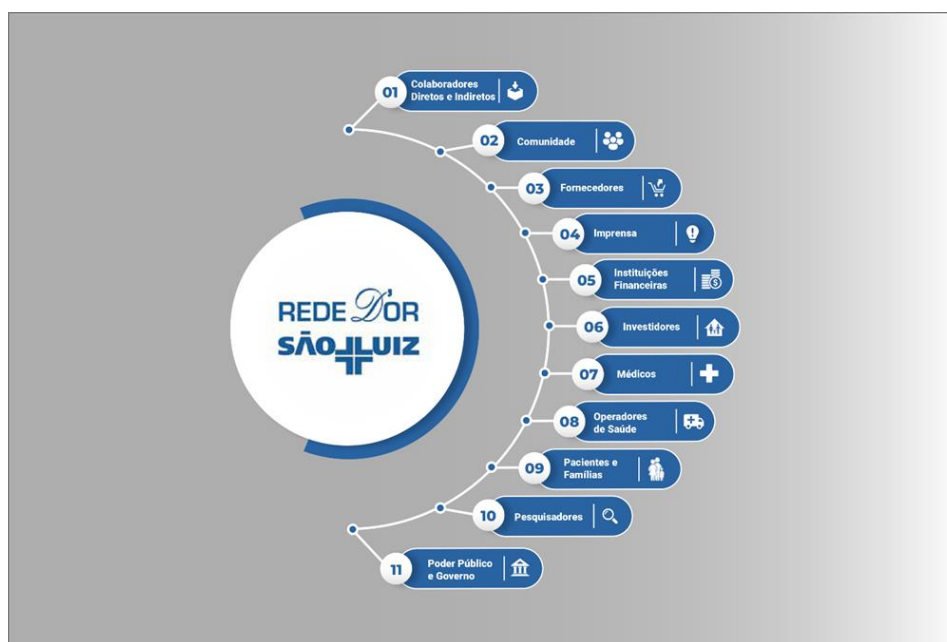 REDE D'OR
SÃO LUIZ
01
Colaboradores
Diretos e Indiretos
02
Comunidade
03
Fornecedores
04
Imprensa
05
Instituições
Financeiras
06
Investidores
07
Médicos
08
Operadores
de Saúde
09
Pacientes e
Famílias
10
Pesquisadores
11
Poder Público
e Governo